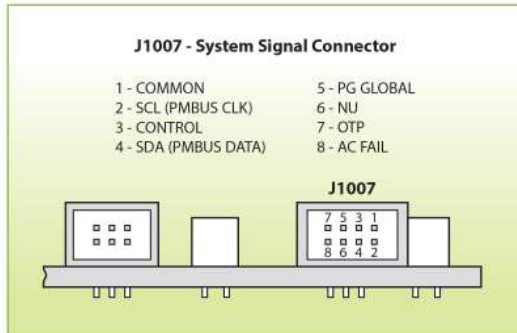 J1007 - System Signal Connector
1 - COMMON
2 - SCL (PMBUS CLK)
3 - CONTROL
4 - SDA (PMBUS DATA)
5 - PG GLOBAL
6 - NU
7 - OTP
8 - AC FAIL
J1007
7 5 3 1
8 6 4 2